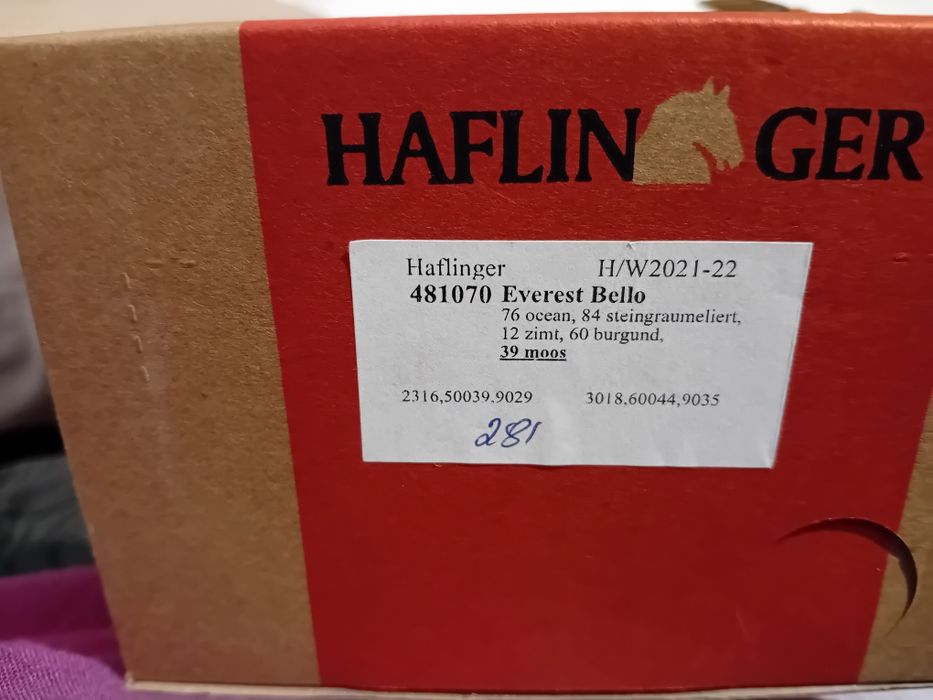 HAFLINGER
Haflinger H/W2021-22
481070 Everest Bello
76 ocean, 84 steingraumeliert,
12 zimt, 60 burgund,
39 moos
2316,50039,9029 3018,60044,9035
281